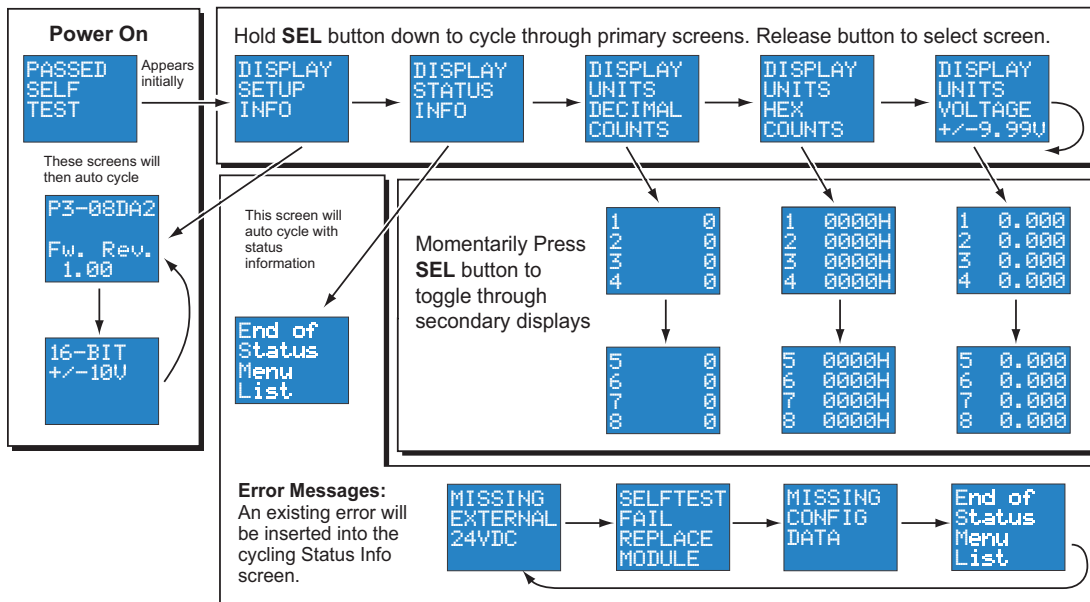 Power On
PASSED
SELF
TEST
Appears
initially
These screens will
then auto cycle
P3-08DA2
Fw. Rev.
1.00
16-BIT
+/-10V
Hold SEL button down to cycle through primary screens. Release button to select screen.
DISPLAY
SETUP
INFO
DISPLAY
STATUS
INFO
DISPLAY
UNITS
DECIMAL
COUNTS
DISPLAY
UNITS
HEX
COUNTS
DISPLAY
UNITS
VOLTAGE
+/-9.99V
This screen will
auto cycle with
status
information
End of
Status
Menu
List
Momentarily Press
SEL button to
toggle through
secondary displays
1 0
2 0
3 0
4 0
1 0000H
2 0000H
3 0000H
4 0000H
1 0.000
2 0.000
3 0.000
4 0.000
5 0
6 0
7 0
8 0
5 0000H
6 0000H
7 0000H
8 0000H
5 0.000
6 0.000
7 0.000
8 0.000
Error Messages:
An existing error will
be inserted into the
cycling Status Info
screen.
MISSING
EXTERNAL
24VDC
SELFTEST
FAIL
REPLACE
MODULE
MISSING
CONFIG
DATA
End of
Status
Menu
List